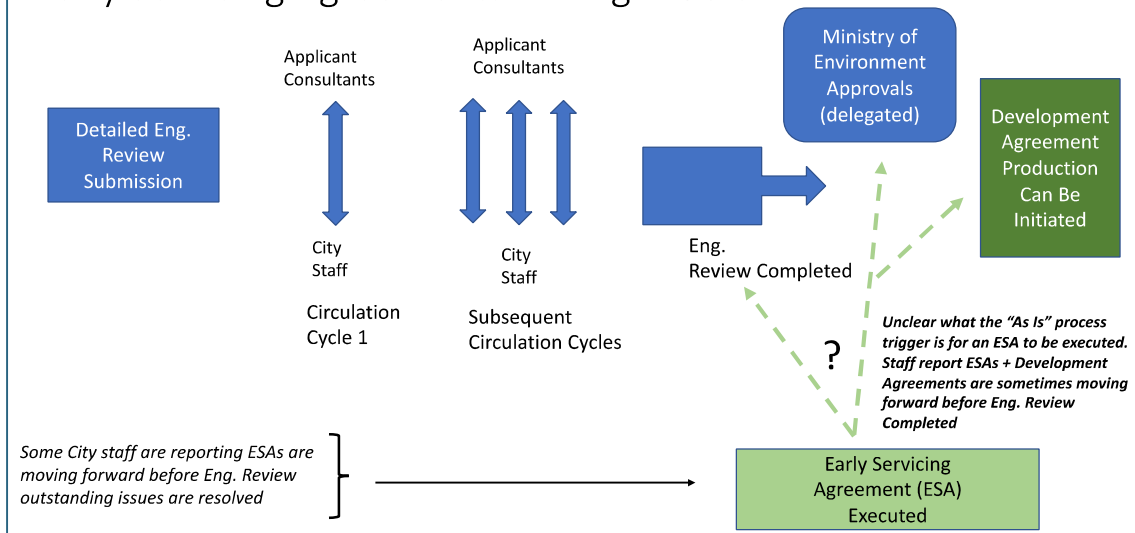 Applicant
Consultants
Applicant
Consultants
Ministry of
Environment
Approvals
(delegated)
Detailed Eng.
Review
Submission
Development
Agreement
Production
Can Be
Initiated
City
Staff
City
Staff
Eng.
Review Completed
Circulation
Cycle 1
Subsequent
Circulation Cycles
?
Unclear what the “As Is” process
trigger is for an ESA to be executed.
Staff report ESAs + Development
Agreements are sometimes moving
forward before Eng. Review
Completed
Some City staff are reporting ESAs are
moving forward before Eng. Review
outstanding issues are resolved
Early Servicing
Agreement (ESA)
Executed